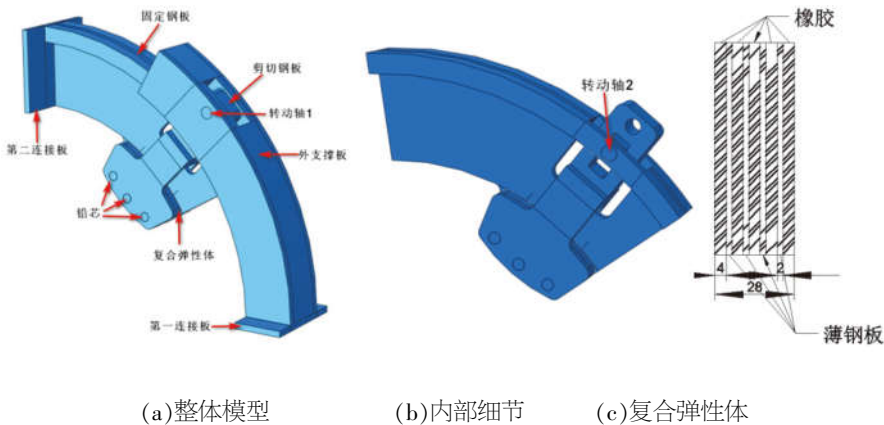 固定钢板
剪切钢板
转动轴1
第二连接板
外支撑板
铅芯
复合弹性体
第一连接板
转动轴2
橡胶
4
2
28
薄钢板
(a)整体模型
(b)内部细节
(c)复合弹性体